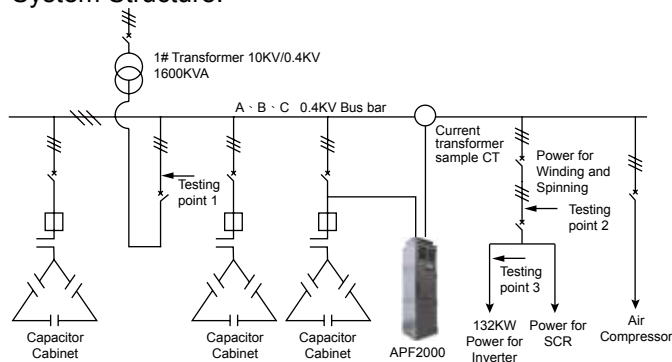 System Structure:
1# Transformer 10KV/0.4KV
1600KVA
A、B、C 0.4KV Bus bar
Current
transformer
sample CT
Power for
Winding and
Spinning
Testing
point 1
Testing
point 2
Testing
point 3
Capacitor
Cabinet
Capacitor
Cabinet
Capacitor
Cabinet
APF2000
132KW
Power for
Inverter
Power for
SCR
Air
Compressor